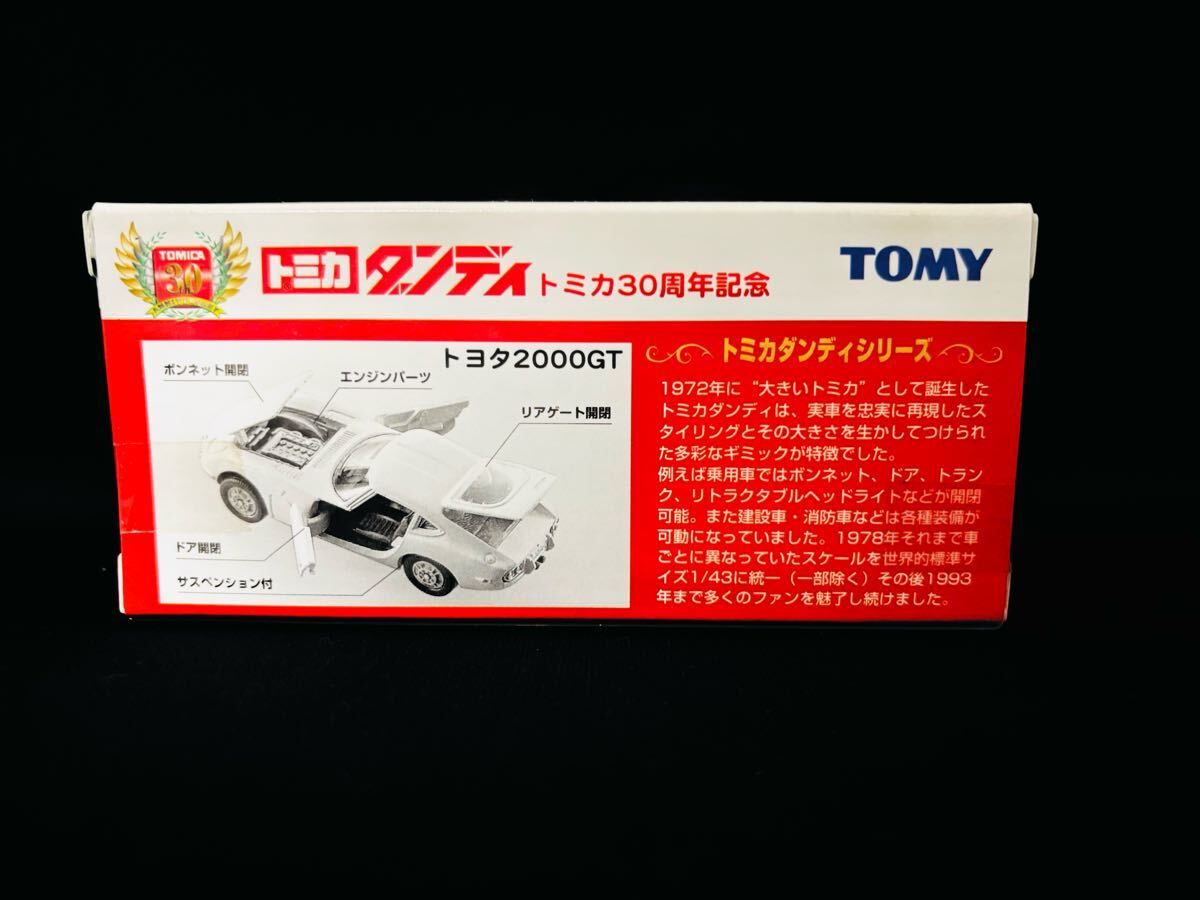 TOMICA
30
th
トミカ ダンディ トミカ30周年記念
TOMY
トヨタ2000GT
ボンネット開閉
エンジンパーツ
リアゲート開閉
ドア開閉
サスペンション付
トミカダンディシリーズ
1972年に“大きいトミカ”として誕生した
トミカダンディは、実車を忠実に再現したス
タイリングとその大きさを生かしてつけられ
た多彩なギミックが特徴でした。
例えば乗用車ではボンネット、ドア、トラン
ク、リトラクタブルヘッドライトなどが開閉
可能。また建設車・消防車などは各種装備が
可動になっていました。1978年それまで車
ごとに異なっていたスケールを世界的標準サ
イズ1/43に統一（一部除く）その後1993
年まで多くのファンを魅了し続けました。